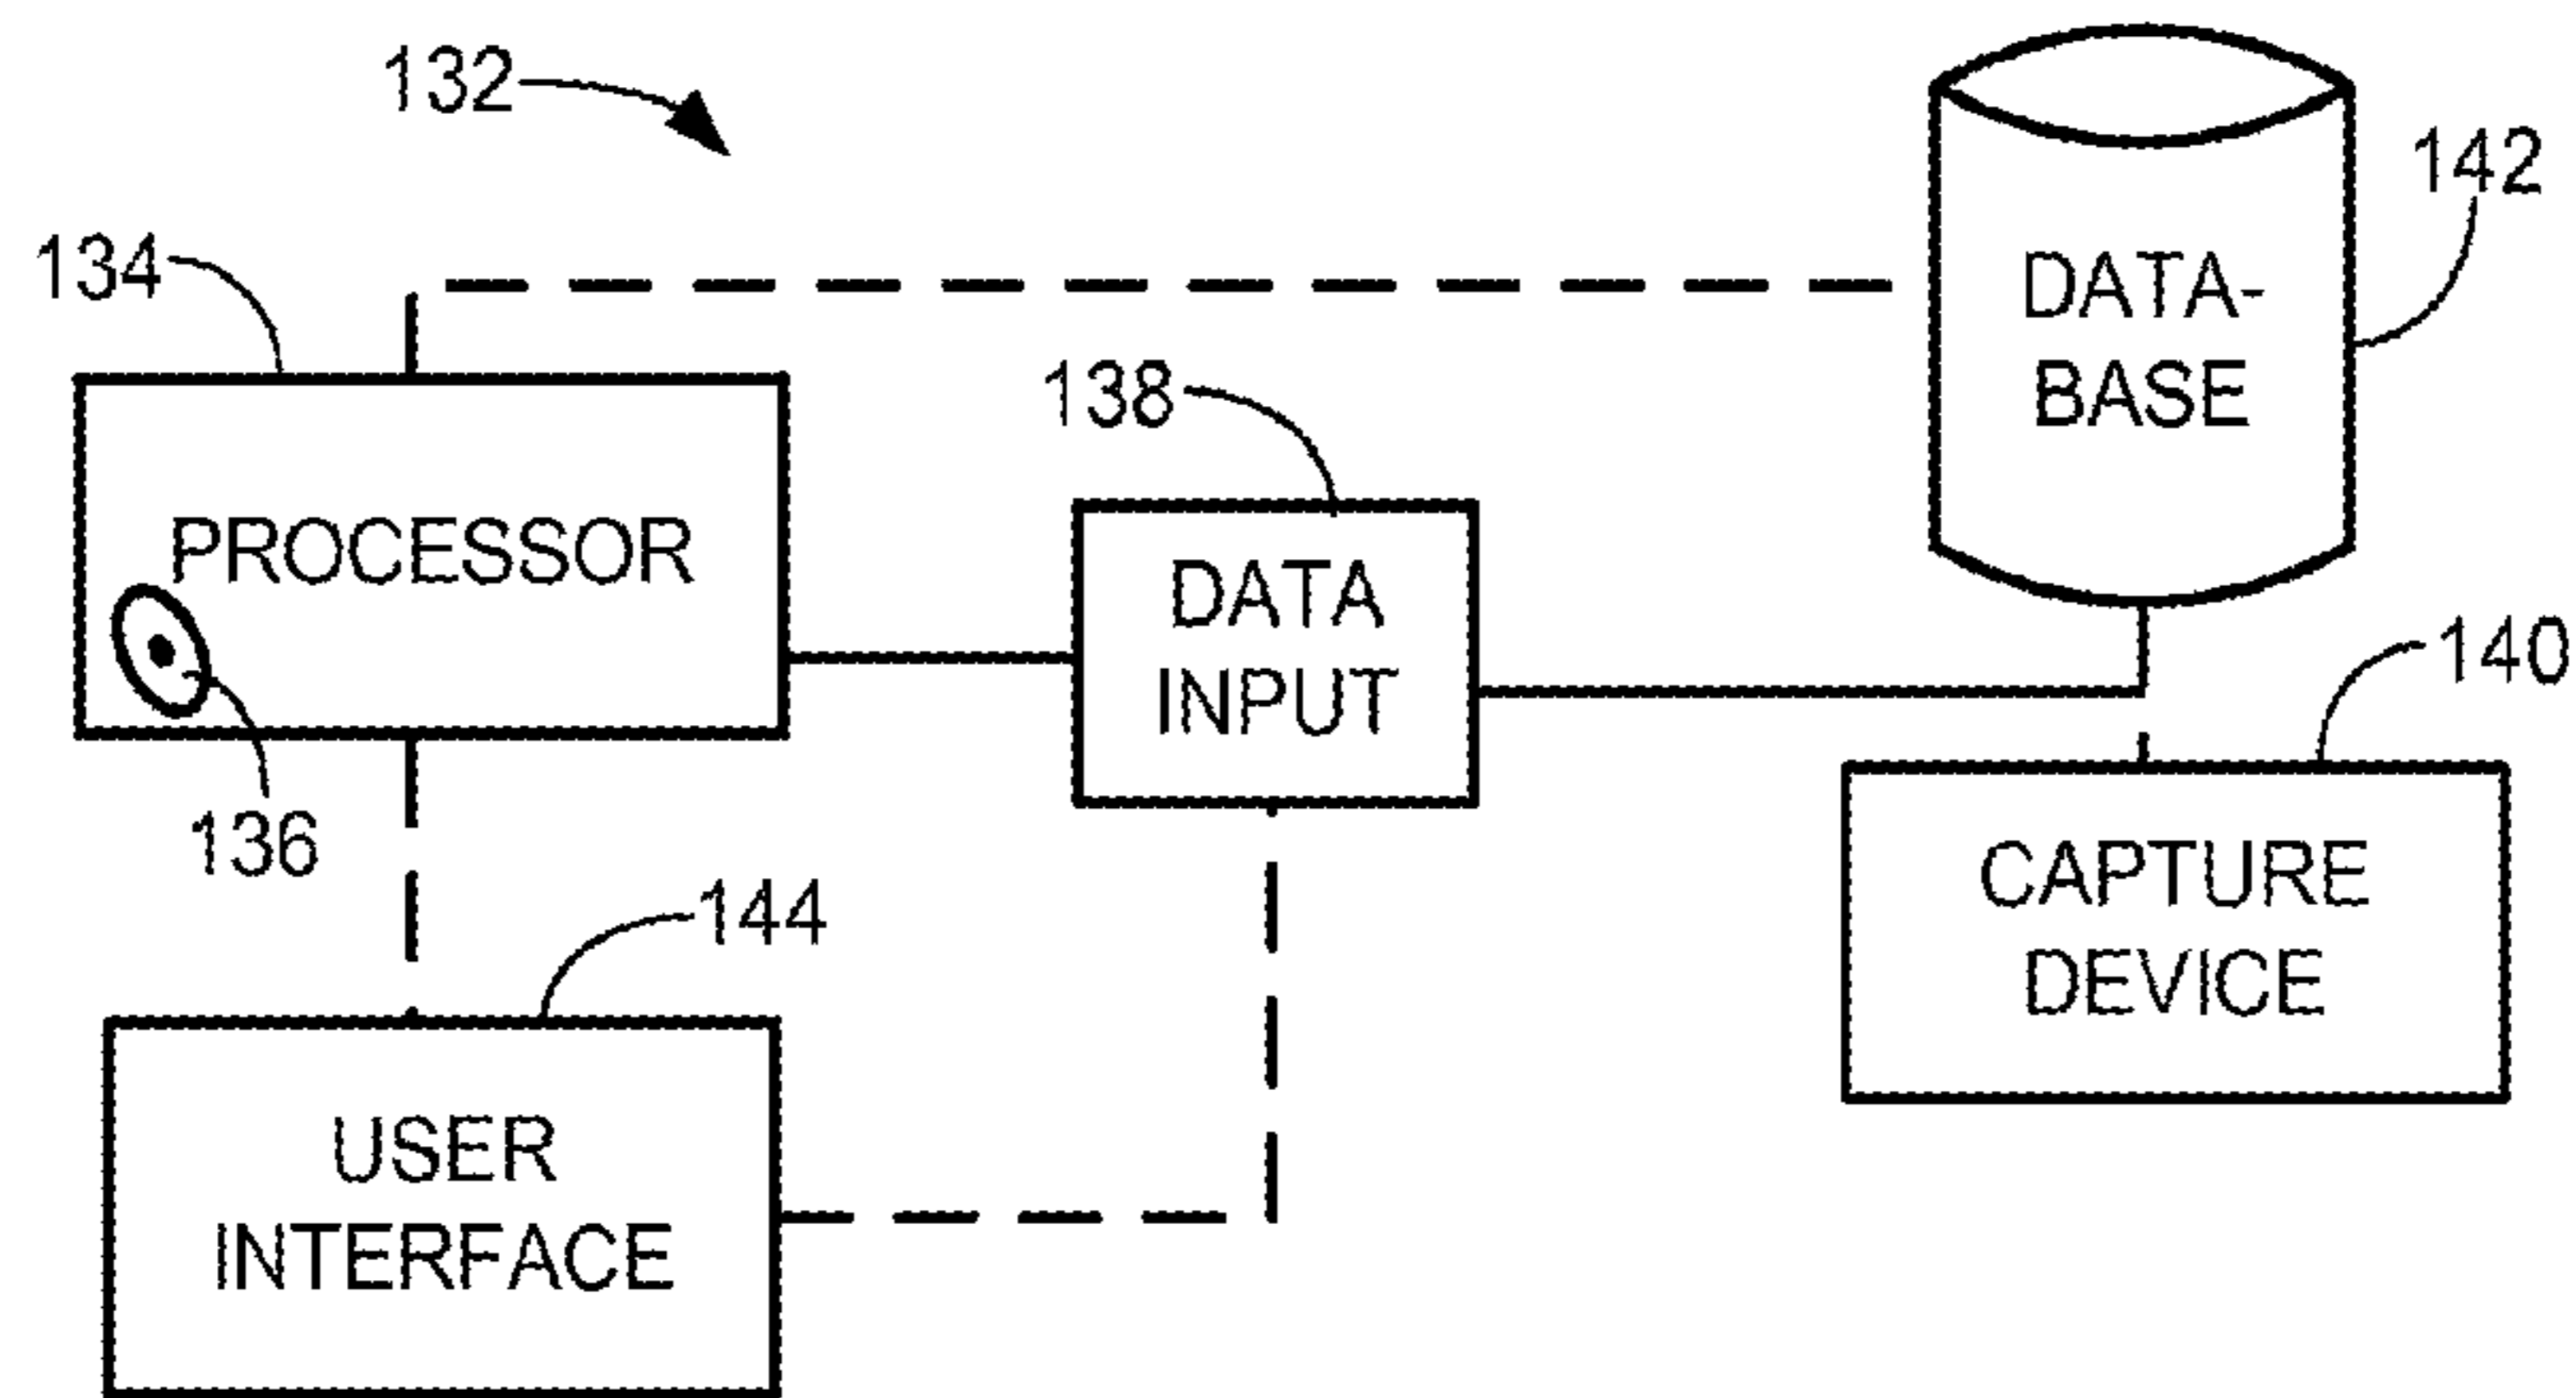 132
142
134
DATA-
BASE
138
PROCESSOR
DATA
INPUT
140
136
CAPTURE
DEVICE
144
USER
INTERFACE